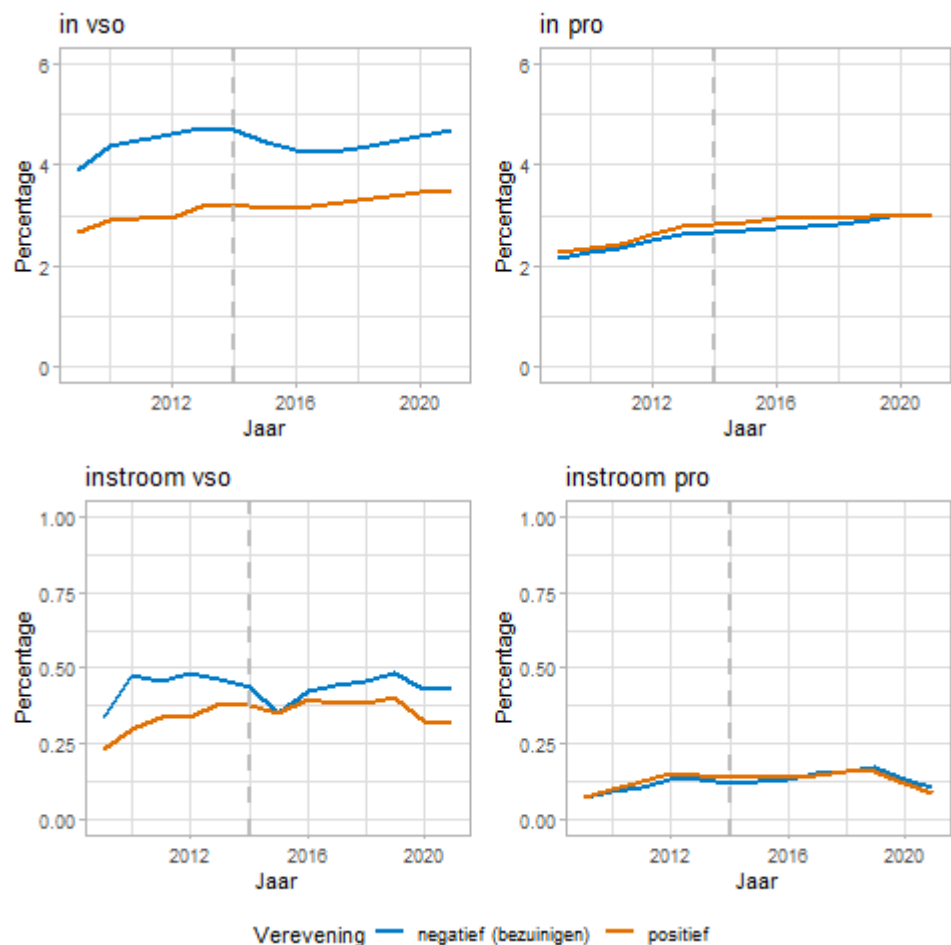 in vso
in pro
6
4
2
0
Percentage
2012 2016 2020
Jaar
6
4
2
0
Percentage
2012 2016 2020
Jaar
instroom vso
instroom pro
1.00
0.75
0.50
0.25
0.00
Percentage
2012 2016 2020
Jaar
1.00
0.75
0.50
0.25
0.00
Percentage
2012 2016 2020
Jaar
Verevening negatief (bezuinigen) positief